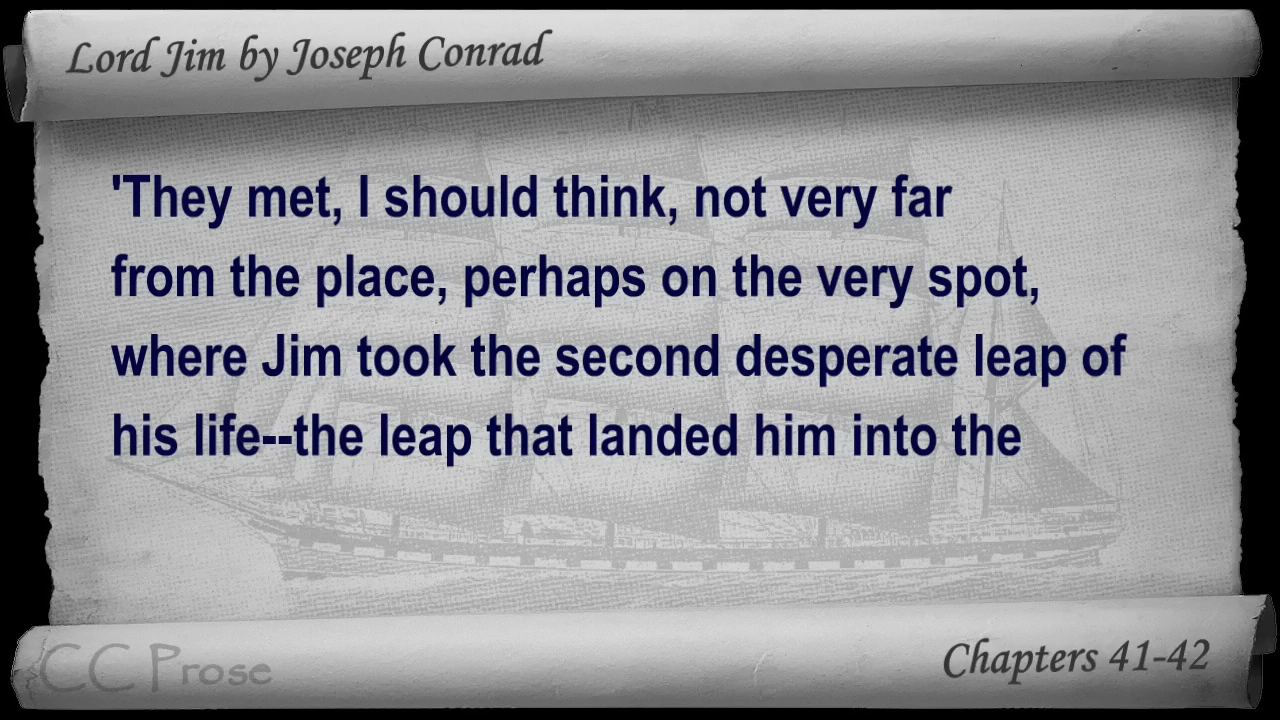 Lord Jim by Joseph Conrad
'They met, I should think, not very far
from the place, perhaps on the very spot,
where Jim took the second desperate leap of
his life--the leap that landed him into the
CC Prose
Chapters 41-42